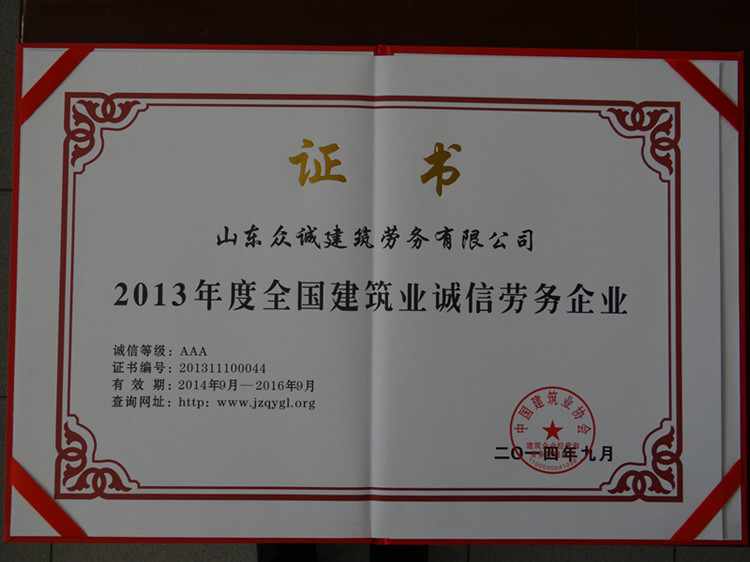 证书
山东众诚建筑劳务有限公司
2013年度全国建筑业诚信劳务企业
诚信等级：AAA
证书编号：201311100044
有 效 期：2014年9月—2016年9月
查询网址：http：www.jzqygl.org
中国建筑业协会
二〇一四年九月